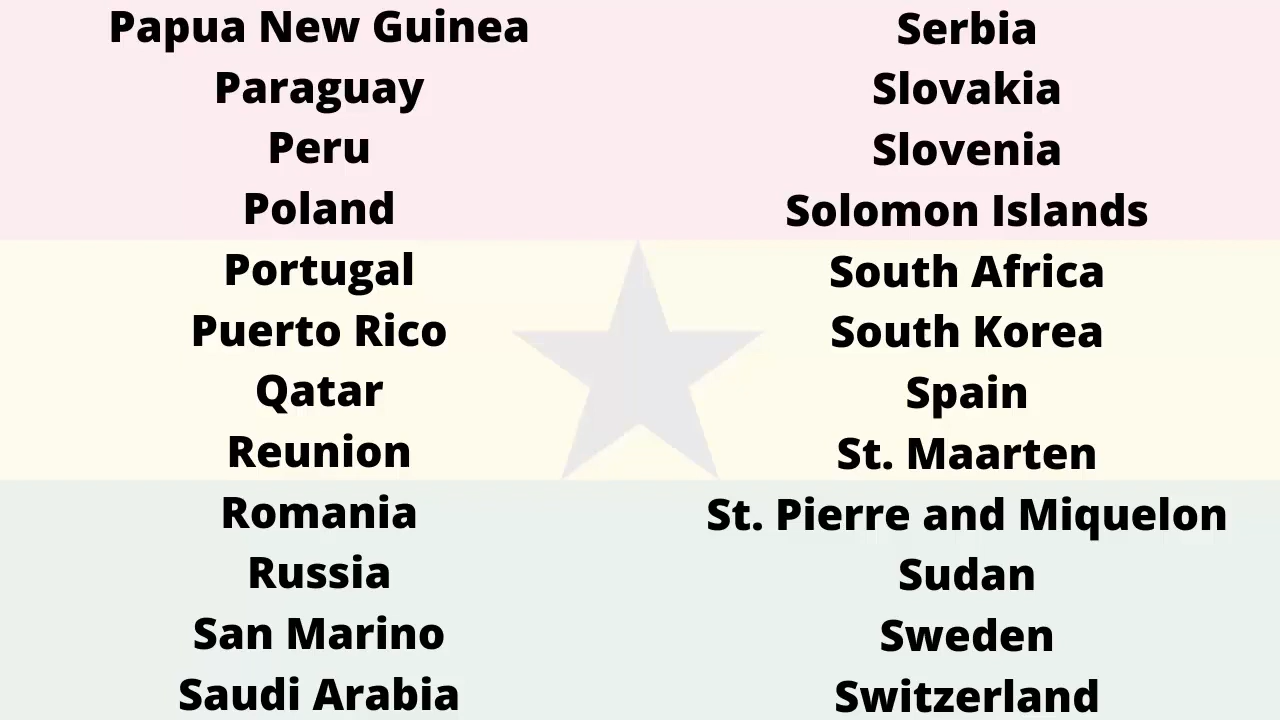 Papua New Guinea
Paraguay
Peru
Poland
Portugal
Puerto Rico
Qatar
Reunion
Romania
Russia
San Marino
Saudi Arabia
Serbia
Slovakia
Slovenia
Solomon Islands
South Africa
South Korea
Spain
St. Maarten
St. Pierre and Miquelon
Sudan
Sweden
Switzerland